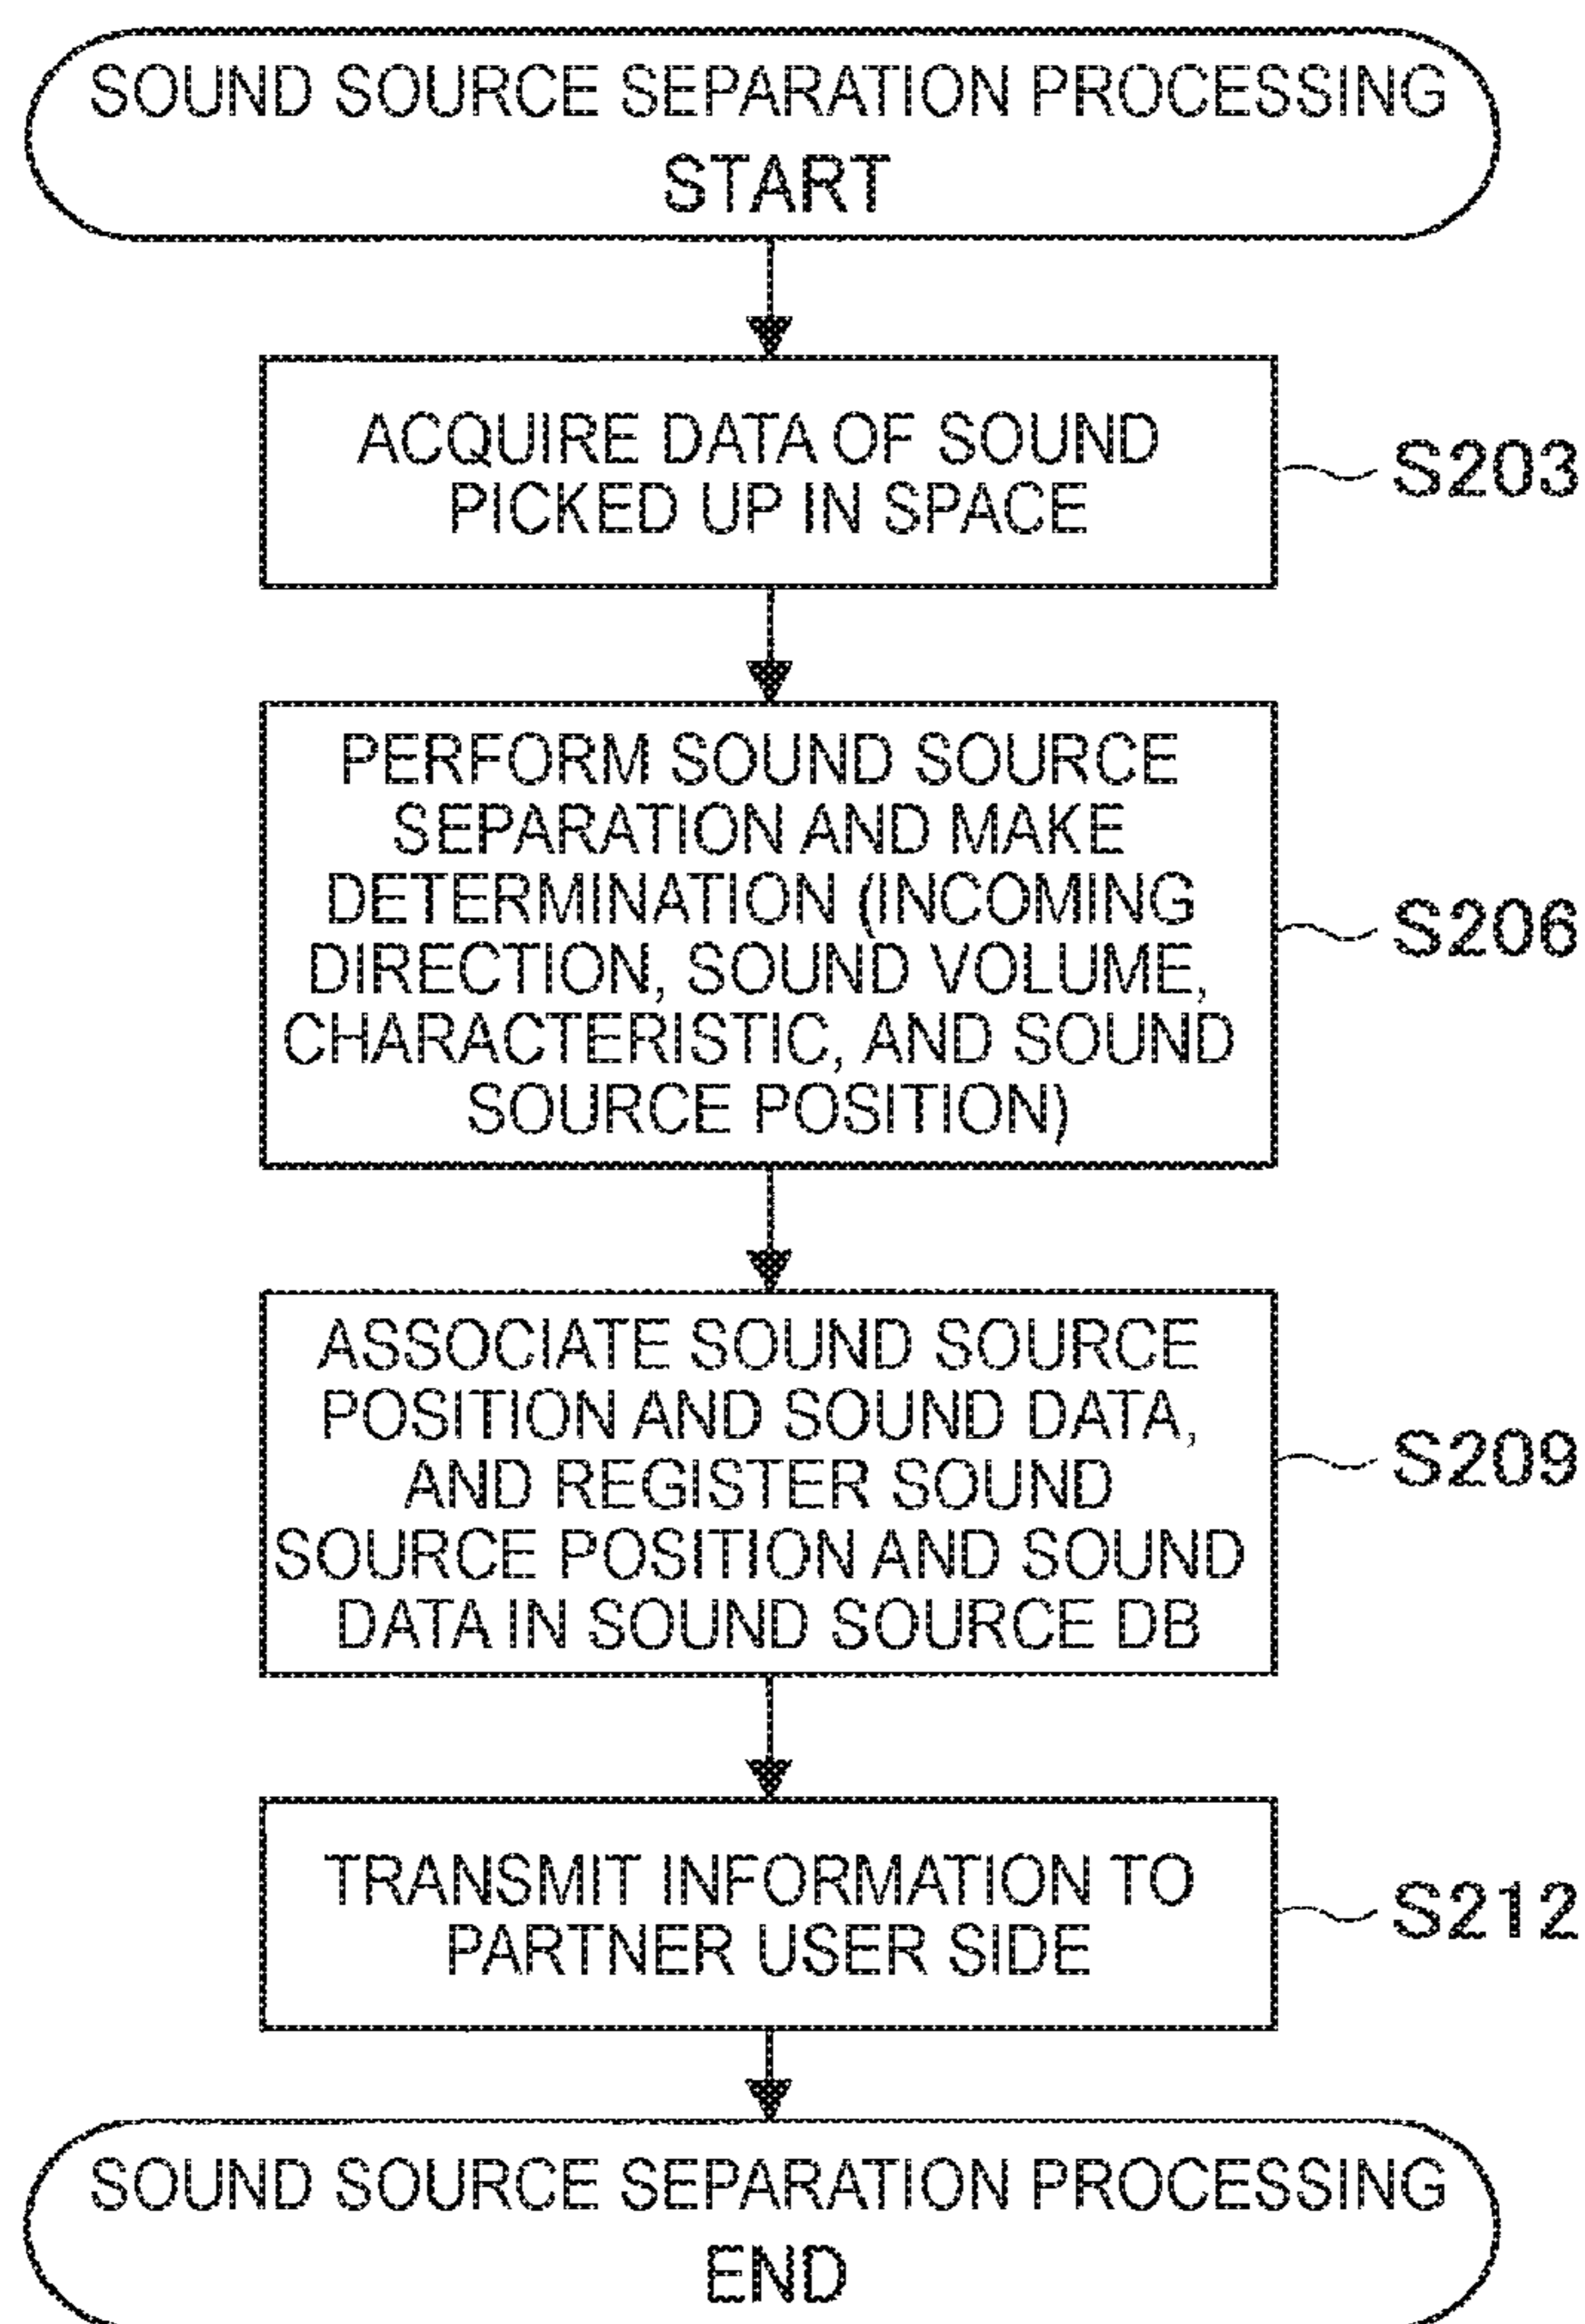 SOUND SOURCE SEPARATION PROCESSING
START
ACQUIRE DATA OF SOUND
PICKED UP IN SPACE
S203
PERFORM SOUND SOURCE
SEPARATION AND MAKE
DETERMINATION (INCOMING
DIRECTION, SOUND VOLUME,
CHARACTERISTIC, AND SOUND
SOURCE POSITION)
S206
ASSOCIATE SOUND SOURCE
POSITION AND SOUND DATA,
AND REGISTER SOUND
SOURCE POSITION AND SOUND
DATA IN SOUND SOURCE DB
S209
TRANSMIT INFORMATION TO
PARTNER USER SIDE
S212
SOUND SOURCE SEPARATION PROCESSING
END